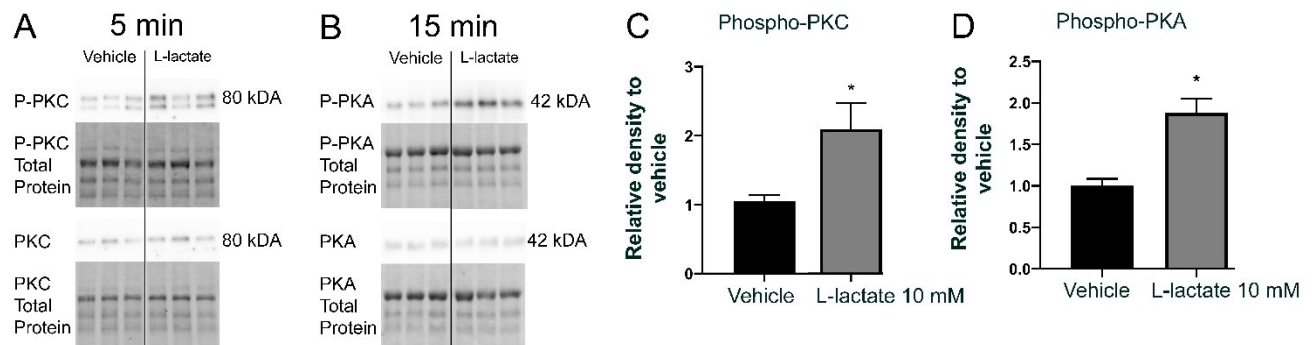 A
5 min
Vehicle
L-lactate
P-PKC
80 kDA
P-PKC
Total
Protein
PKC
80 kDA
PKC
Total
Protein
B
15 min
Vehicle
L-lactate
P-PKA
42 kDA
P-PKA
Total
Protein
PKA
42 kDA
PKA
Total
Protein
C
Phospho-PKC
Relative density to
vehicle
3
*
2
1
0
Vehicle
L-lactate 10 mM
D
Phospho-PKA
Relative density to
vehicle
2.5
*
2.0
1.5
1.0
0.5
0.0
Vehicle
L-lactate 10 mM